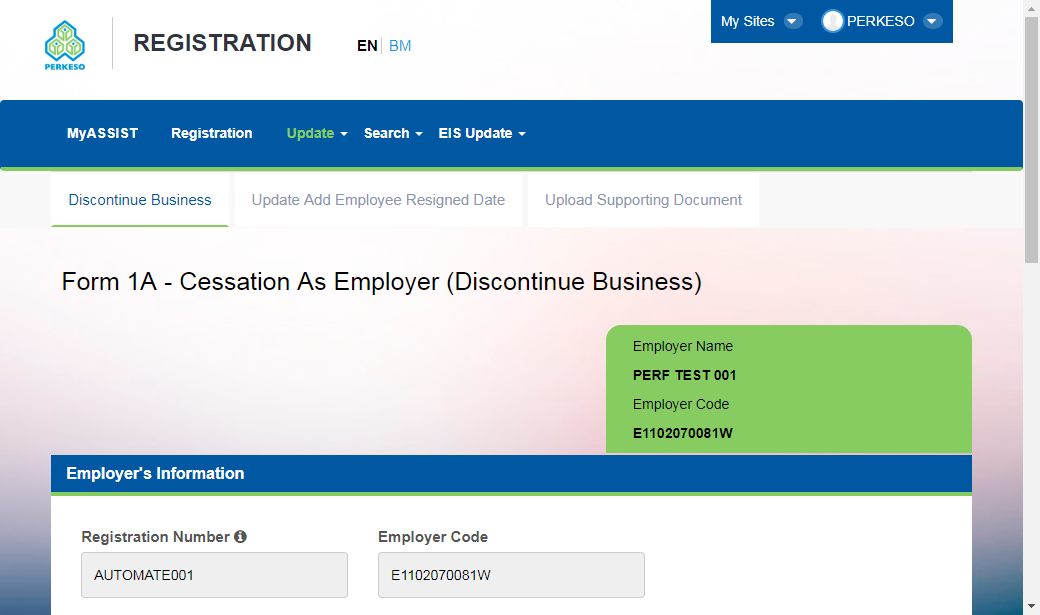 My Sites PERKESO
PERKESO REGISTRATION EN BM
MyASSIST Registration Update Search EIS Update
Discontinue Business Update Add Employee Resigned Date Upload Supporting Document
Form 1A - Cessation As Employer (Discontinue Business)
Employer Name
PERF TEST 001
Employer Code
E1102070081W
Employer's Information
Registration Number Employer Code
AUTOMATE001 E1102070081W